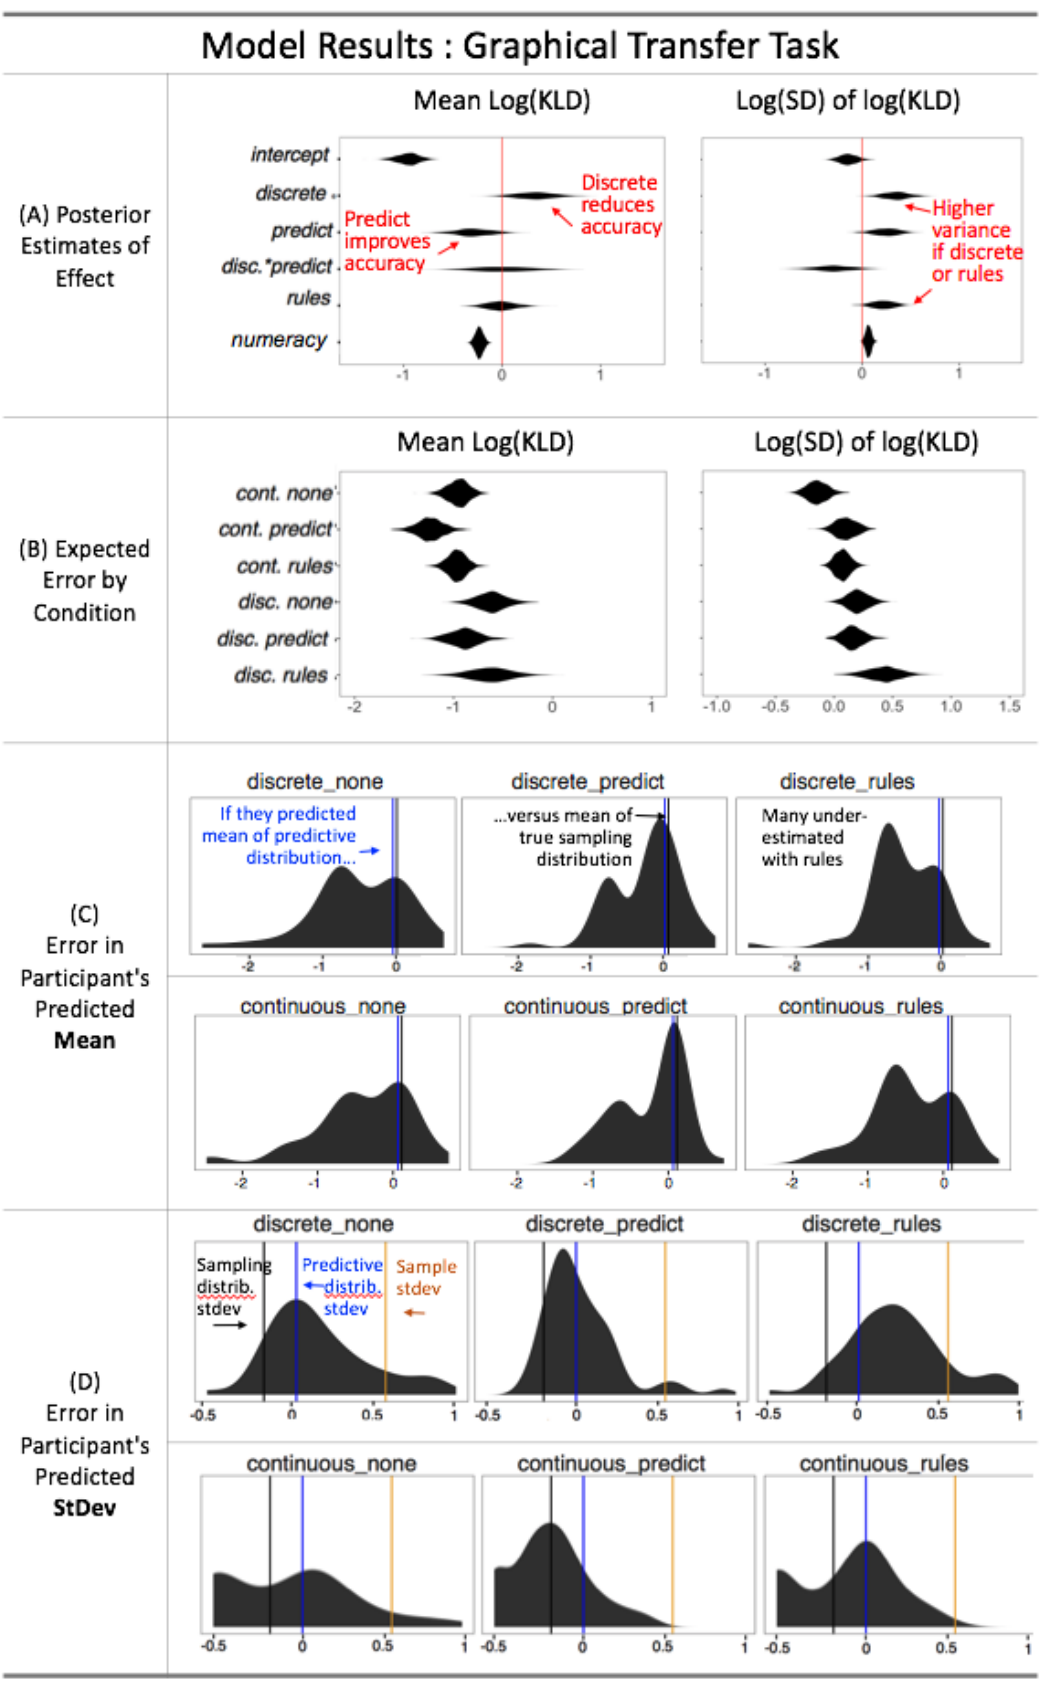 Model Results : Graphical Transfer Task
(A) Posterior
Estimates of
Effect
Mean Log(KLD)
Log(SD) of log(KLD)
intercept
discrete
predict
disc.*predict
rules
numeracy
Predict
improves
accuracy
Discrete
reduces
accuracy
-1 0 1
Higher
variance
if discrete
or rules
-1 0 1
(B) Expected
Error by
Condition
Mean Log(KLD)
Log(SD) of log(KLD)
cont. none
cont. predict
cont. rules
disc. none
disc. predict
disc. rules
-2 -1 0 1
-1.0 -0.5 0.0 0.5 1.0 1.5
(C)
Error in
Participant's
Predicted
Mean
discrete_none
If they predicted
mean of predictive
distribution...
-2 -1 0
discrete_predict
...versus mean of
true sampling
distribution
-2 -1 0
discrete_rules
Many under-
estimated
with rules
-2 -1 0
continuous_none
-2 -1 0
continuous_predict
-2 -1 0
continuous_rules
-2 -1 0
(D)
Error in
Participant's
Predicted
StDev
discrete_none
Sampling
distrib.
stdev
Predictive
distrib.
stdev
Sample
stdev
-0.5 0 0.5 1
discrete_predict
-0.5 0 0.5 1
discrete_rules
-0.5 0 0.5 1
continuous_none
-0.5 0 0.5 1
continuous_predict
-0.5 0 0.5 1
continuous_rules
-0.5 0 0.5 1